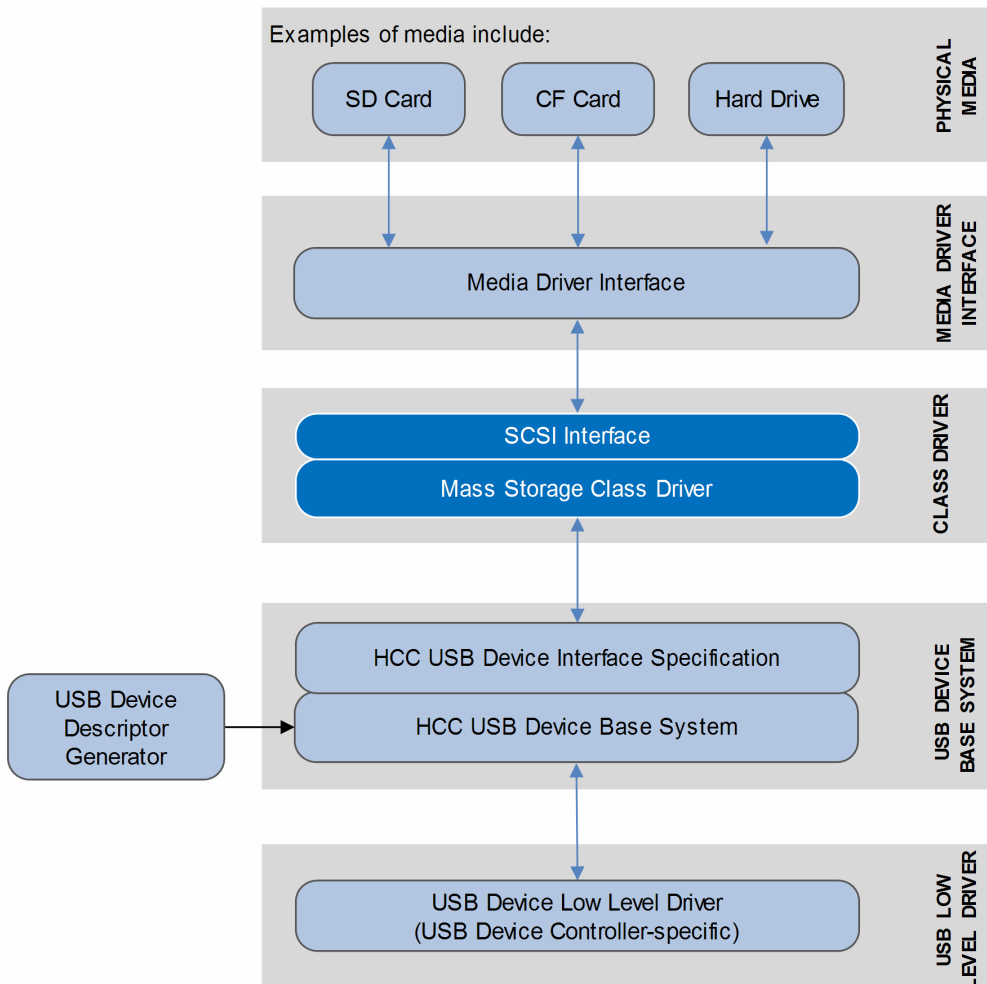 Examples of media include:
SD Card
CF Card
Hard Drive
PHYSICAL
MEDIA
Media Driver Interface
MEDIA DRIVER
INTERFACE
SCSI Interface
Mass Storage Class Driver
CLASS DRIVER
HCC USB Device Interface Specification
HCC USB Device Base System
USB DEVICE
BASE SYSTEM
USB Device
Descriptor
Generator
USB Device Low Level Driver
(USB Device Controller-specific)
USB LOW
LEVEL DRIVER